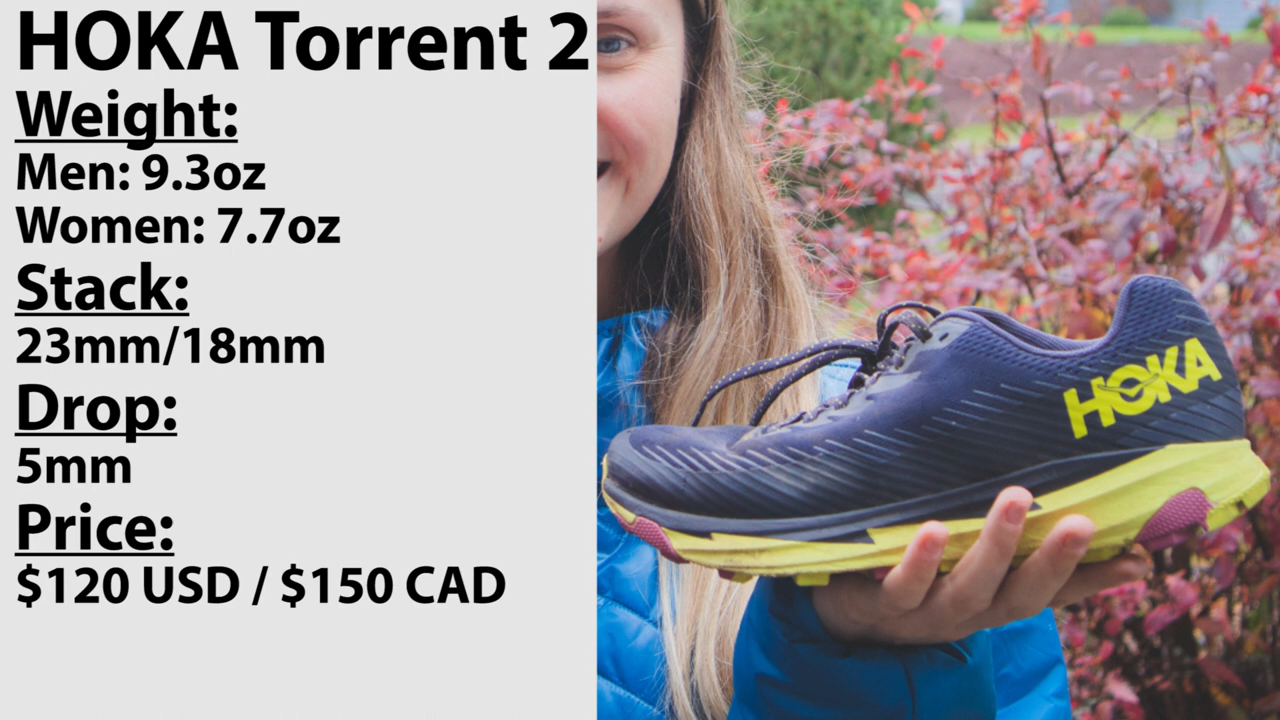 HOKA Torrent 2
Weight:
Men: 9.3oz
Women: 7.7oz
Stack:
23mm/18mm
Drop:
5mm
Price:
$120 USD / $150 CAD
HOKA